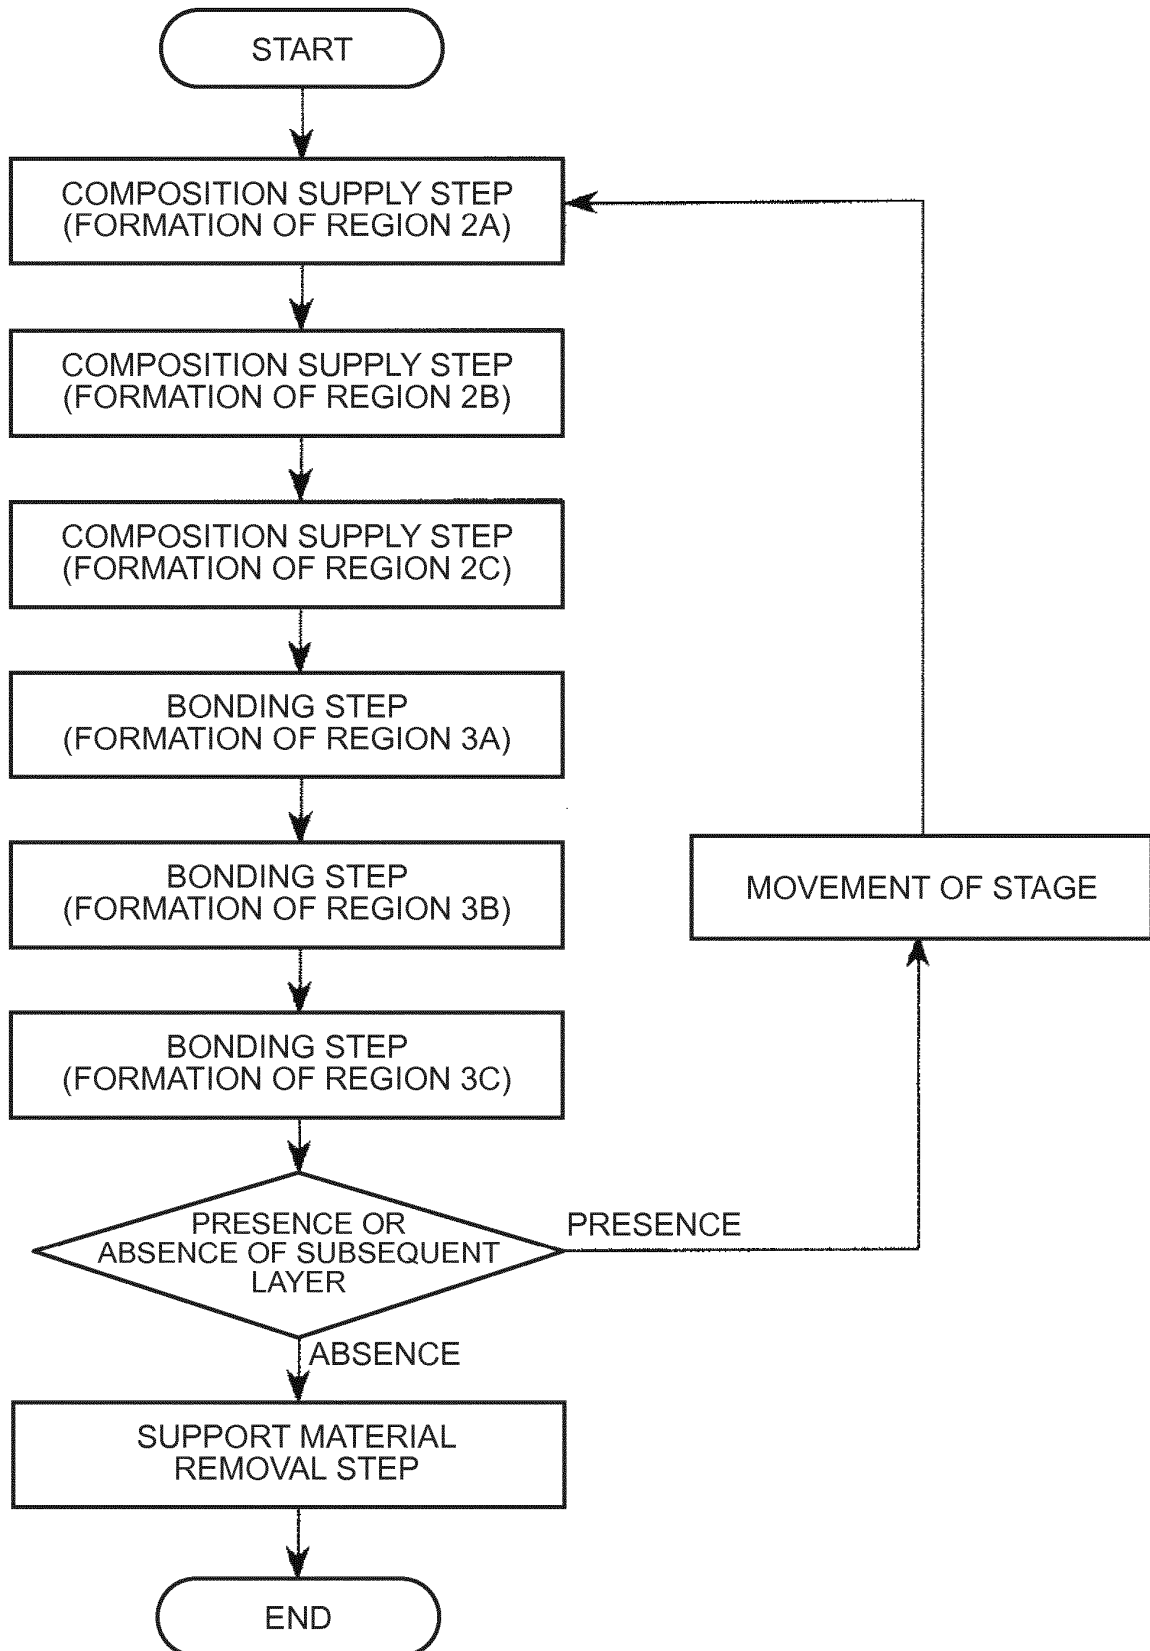 START
COMPOSITION SUPPLY STEP
(FORMATION OF REGION 2A)
COMPOSITION SUPPLY STEP
(FORMATION OF REGION 2B)
COMPOSITION SUPPLY STEP
(FORMATION OF REGION 2C)
BONDING STEP
(FORMATION OF REGION 3A)
BONDING STEP
(FORMATION OF REGION 3B)
MOVEMENT OF STAGE
BONDING STEP
(FORMATION OF REGION 3C)
PRESENCE OR
ABSENCE OF SUBSEQUENT
LAYER
PRESENCE
ABSENCE
SUPPORT MATERIAL
REMOVAL STEP
END